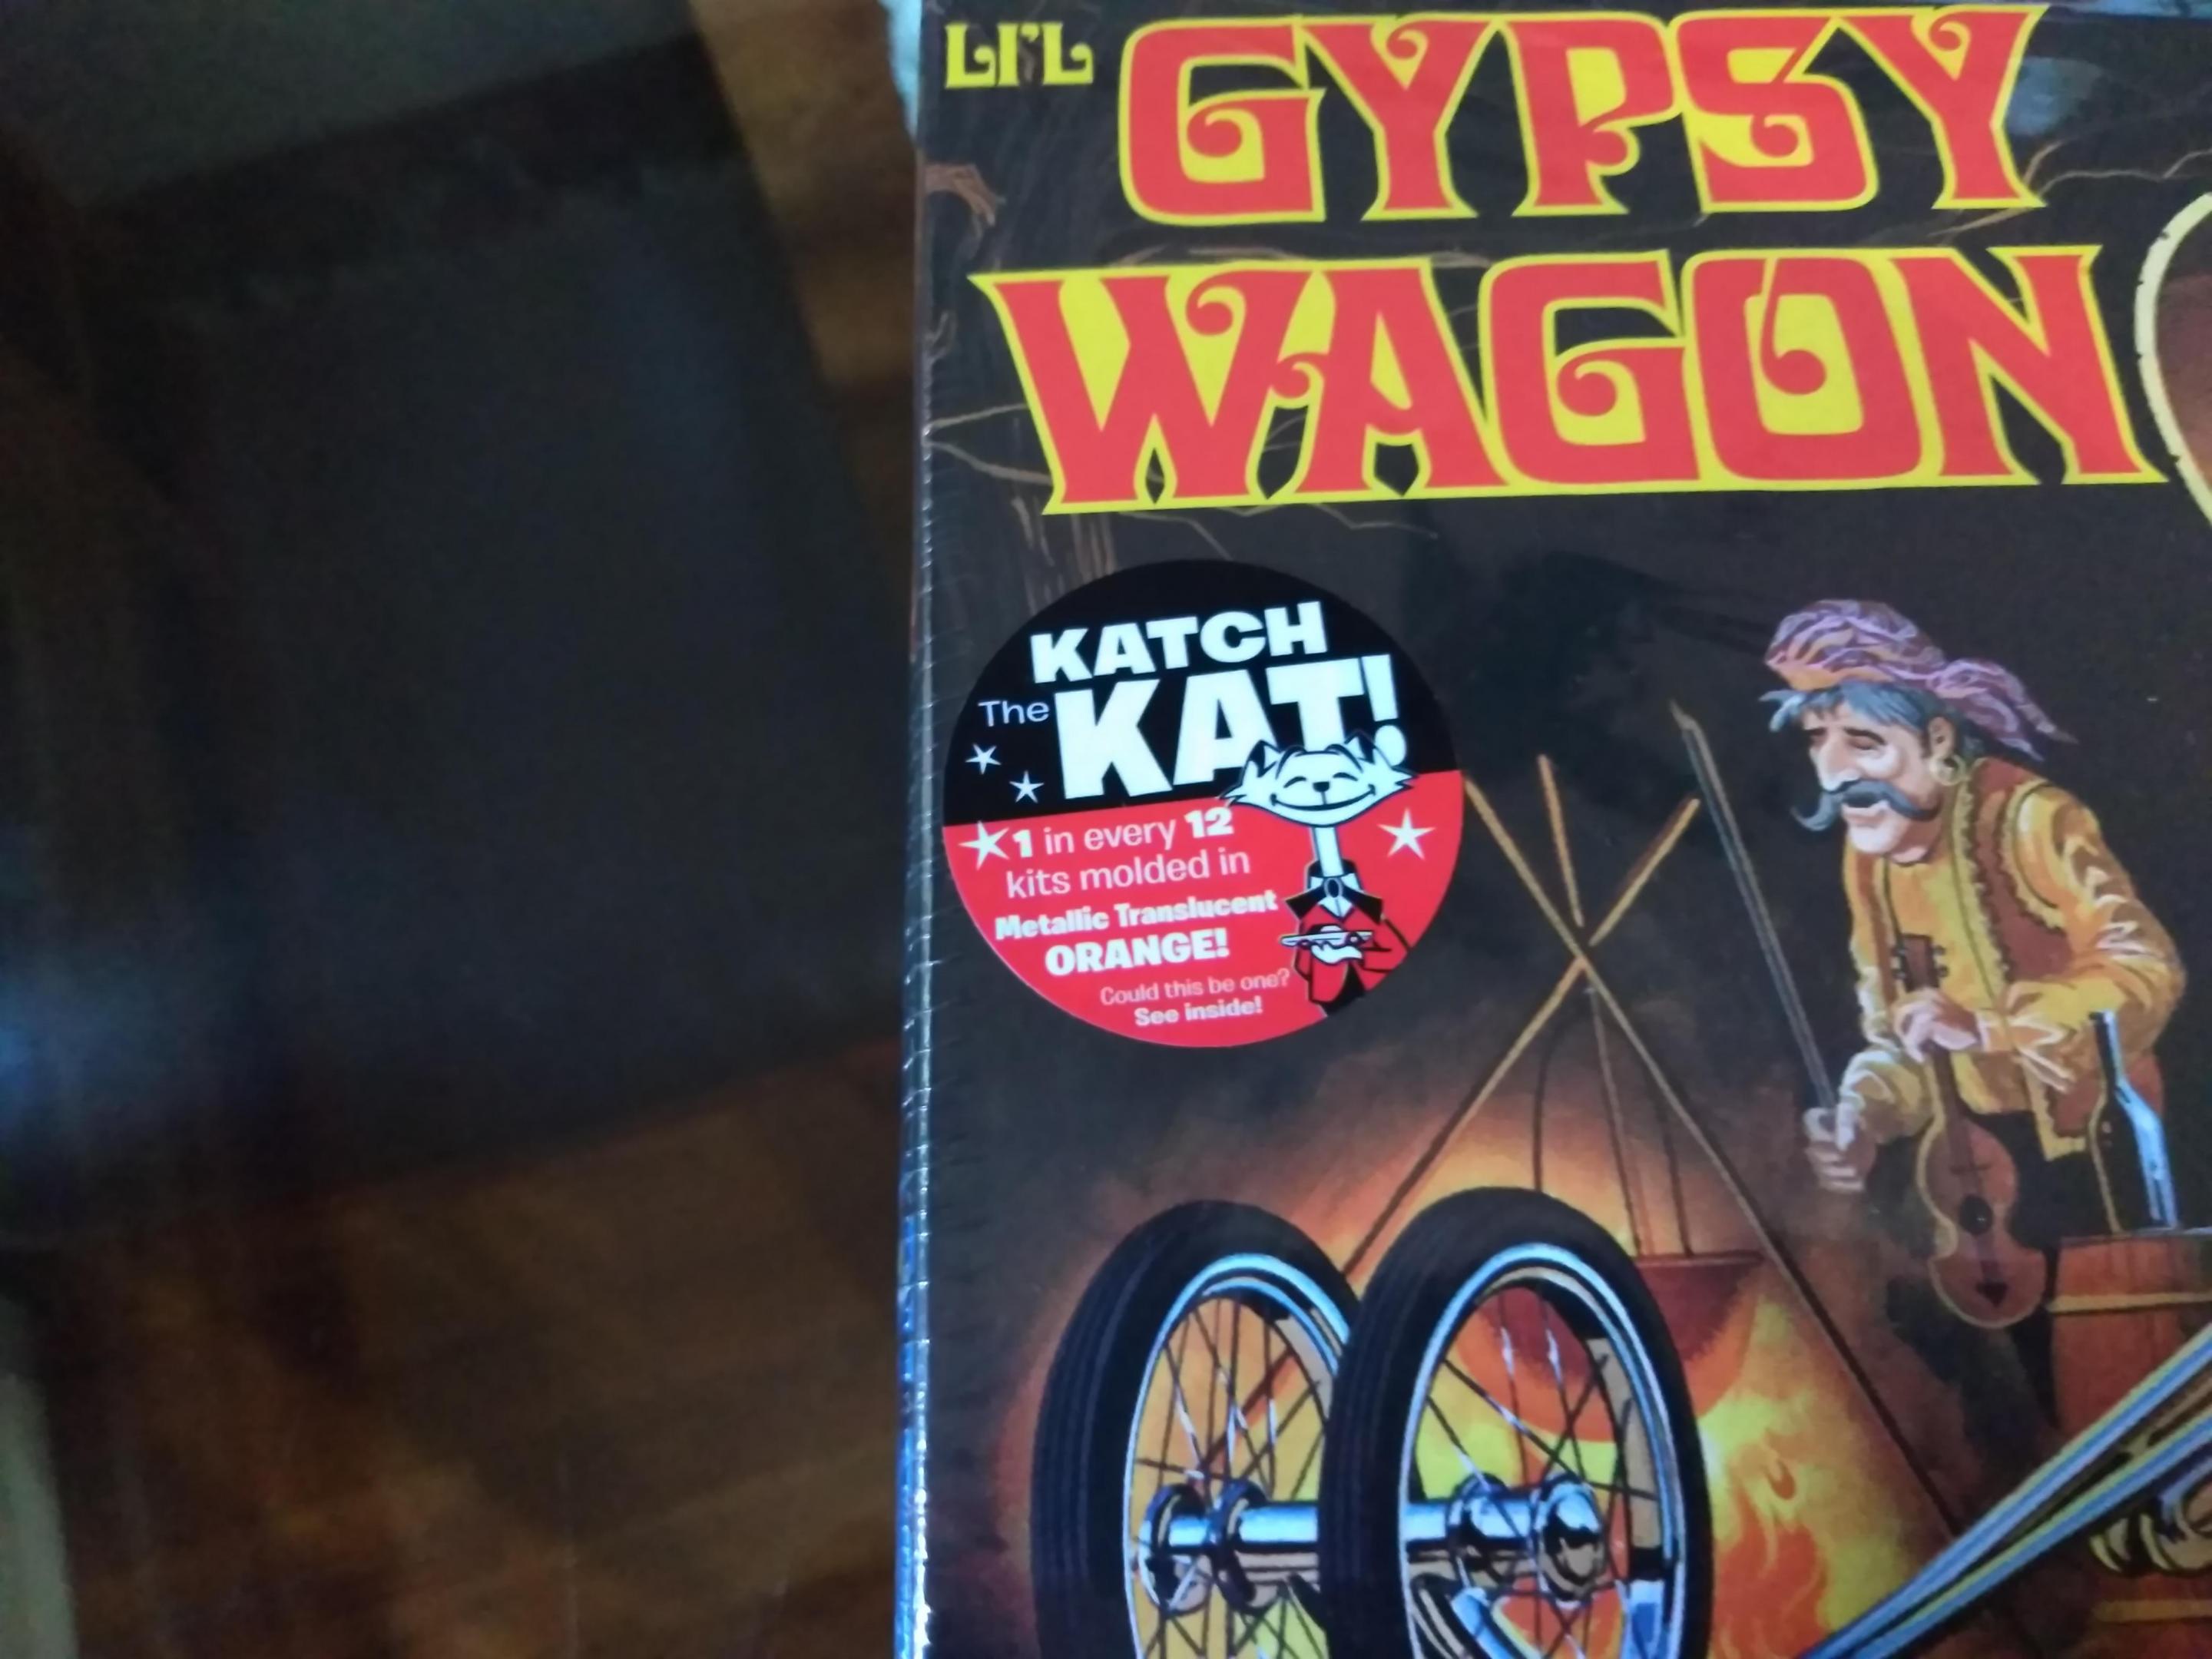 LI'L GYPSY
WAGON
KATCH
The KAT!
1 in every 12
kits molded in
Metallic Translucent
ORANGE!
Could this be one?
See inside!